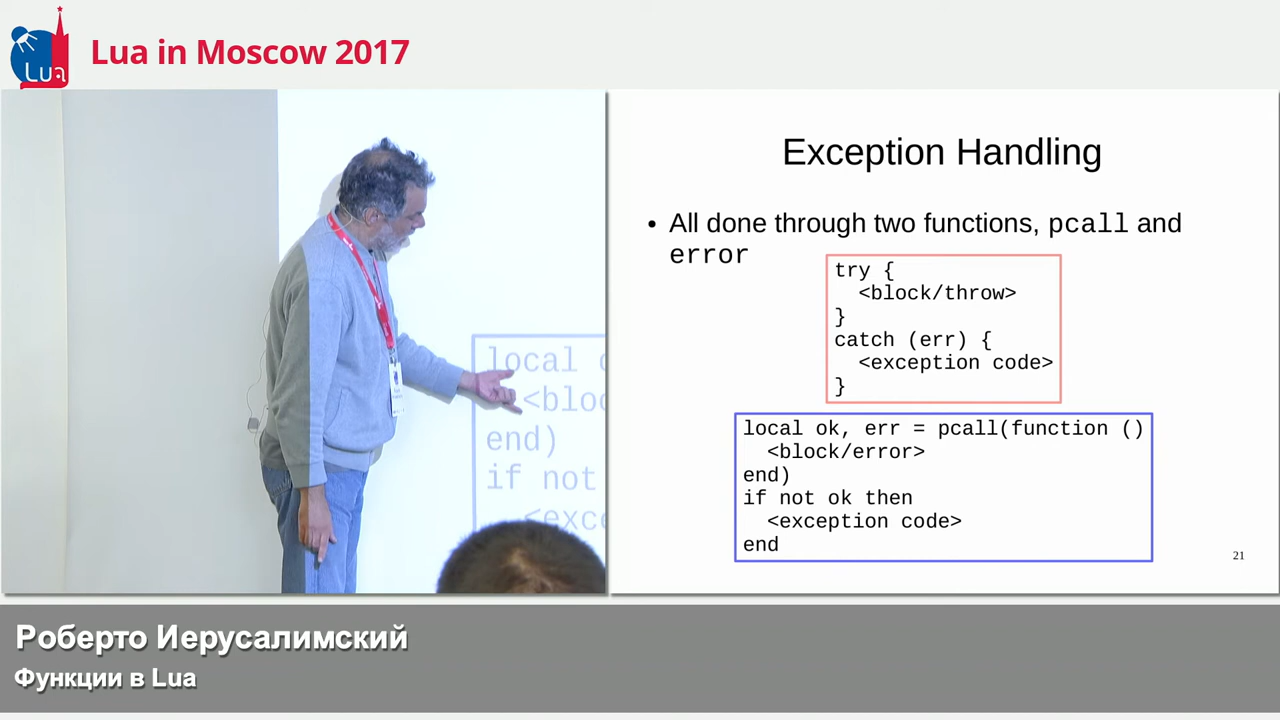 Lua
Lua in Moscow 2017
local
<bloc
end)
if not
<exce
Exception Handling
• All done through two functions, pcall and
error
try {
<block/throw>
}
catch (err) {
<exception code>
}
local ok, err = pcall(function ()
<block/error>
end)
if not ok then
<exception code>
end
21
Роберто Иерусалимский
Функции в Lua